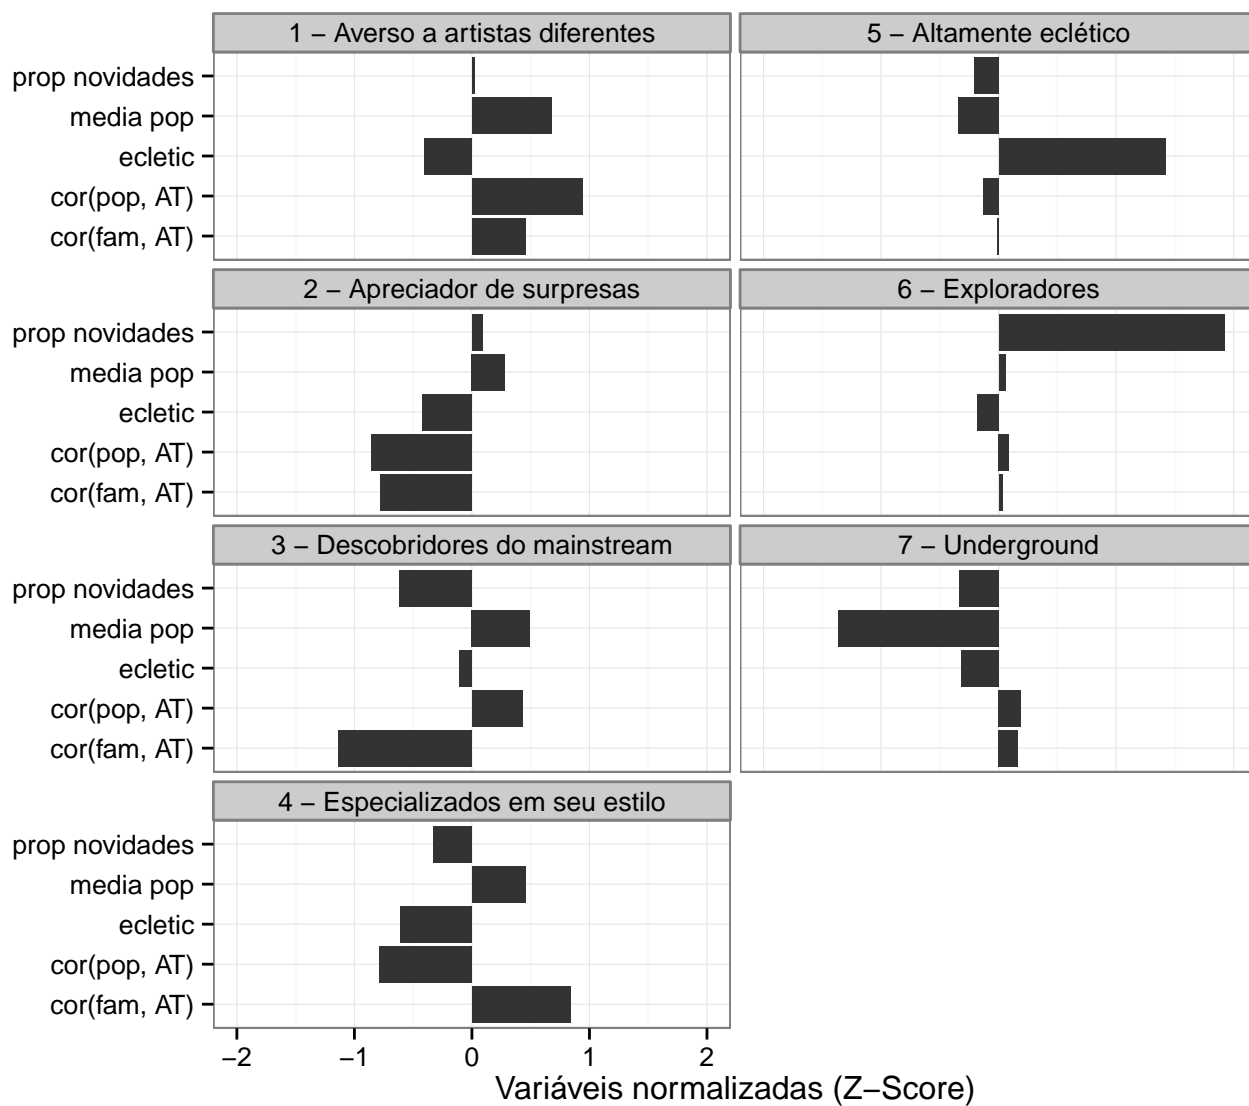 1 – Averso a artistas diferentes
prop novidades
media pop
ecletic
cor(pop, AT)
cor(fam, AT)
5 – Altamente eclético
2 – Apreciador de surpresas
prop novidades
media pop
ecletic
cor(pop, AT)
cor(fam, AT)
6 – Exploradores
3 – Descobridores do mainstream
prop novidades
media pop
ecletic
cor(pop, AT)
cor(fam, AT)
7 – Underground
4 – Especializados em seu estilo
prop novidades
media pop
ecletic
cor(pop, AT)
cor(fam, AT)
−2 −1 0 1 2
Variáveis normalizadas (Z−Score)